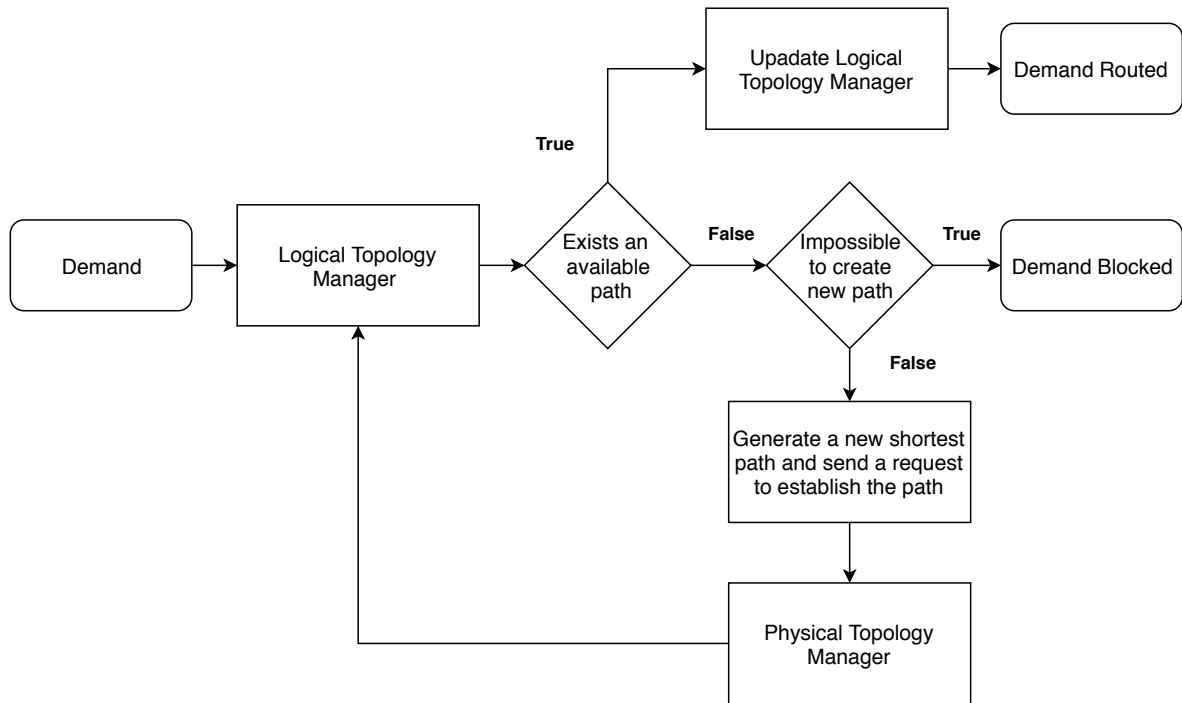 Upadate Logical
Topology Manager
Demand Routed
True
Demand
Logical Topology
Manager
Exists an
available
path
False
Impossible
to create
new path
True
Demand Blocked
False
Generate a new shortest
path and send a request
to establish the path
Physical Topology
Manager